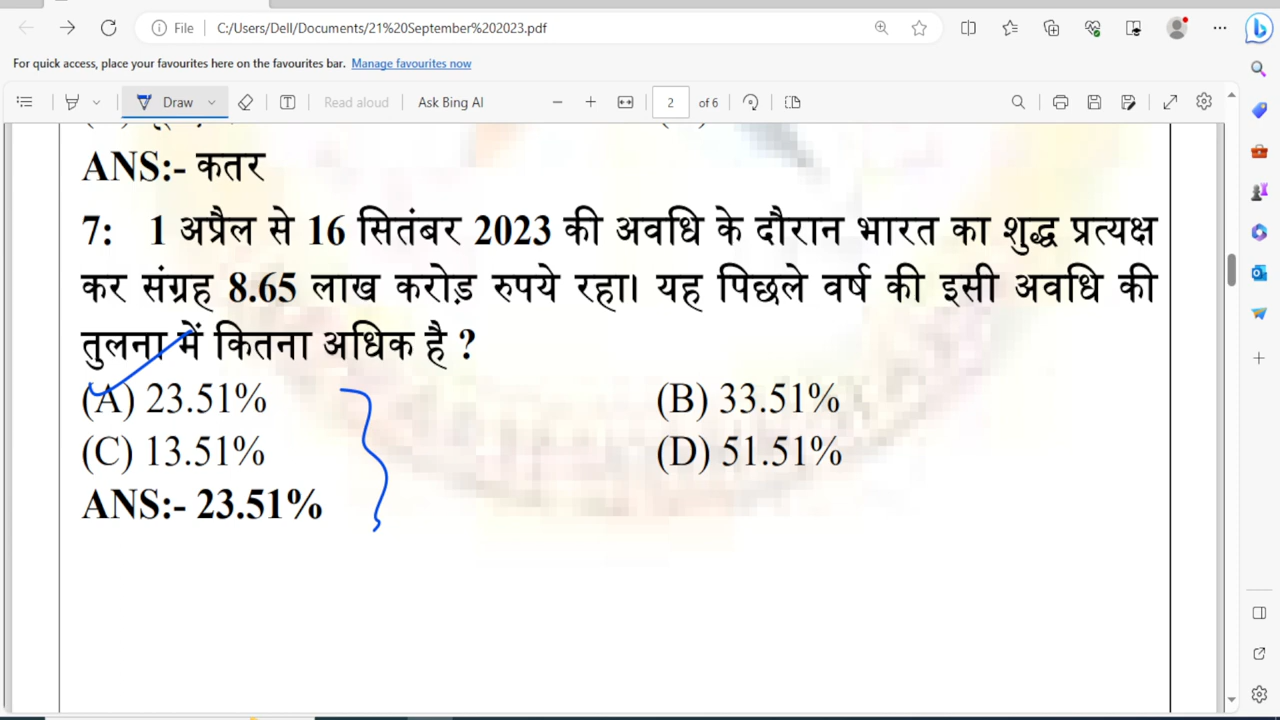 File C:/Users/Dell/Documents/21%20September%202023.pdf
For quick access, place your favourites here on the favourites bar. Manage favourites now
Draw Read aloud Ask Bing AI 2 of 6
ANS:- कतर
7: 1 अप्रैल से 16 सितंबर 2023 की अवधि के दौरान भारत का शुद्ध प्रत्यक्ष
कर संग्रह 8.65 लाख करोड़ रुपये रहा। यह पिछले वर्ष की इसी अवधि की
तुलना में कितना अधिक है ?
(A) 23.51% (B) 33.51%
(C) 13.51% (D) 51.51%
ANS:- 23.51%